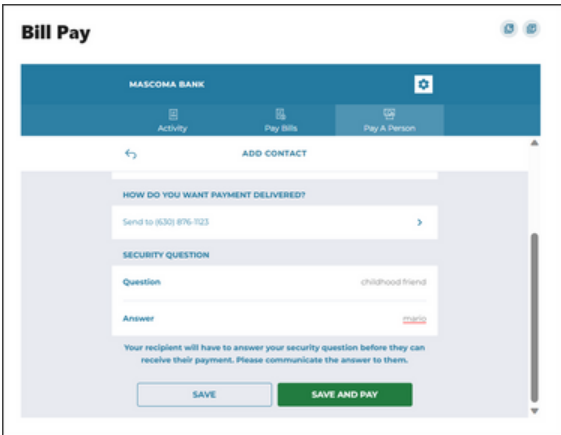 Bill Pay
MASCOMA BANK
Activity
Pay Bills
Pay A Person
ADD CONTACT
HOW DO YOU WANT PAYMENT DELIVERED?
Send to (630) 876-1123
SECURITY QUESTION
Question childhood friend
Answer mario
Your recipient will have to answer your security question before they can
receive their payment. Please communicate the answer to them.
SAVE SAVE AND PAY